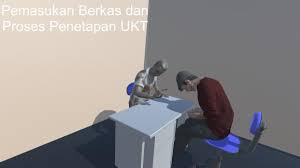 Pemasukan Berkas dan
Proses Penetapan UKT